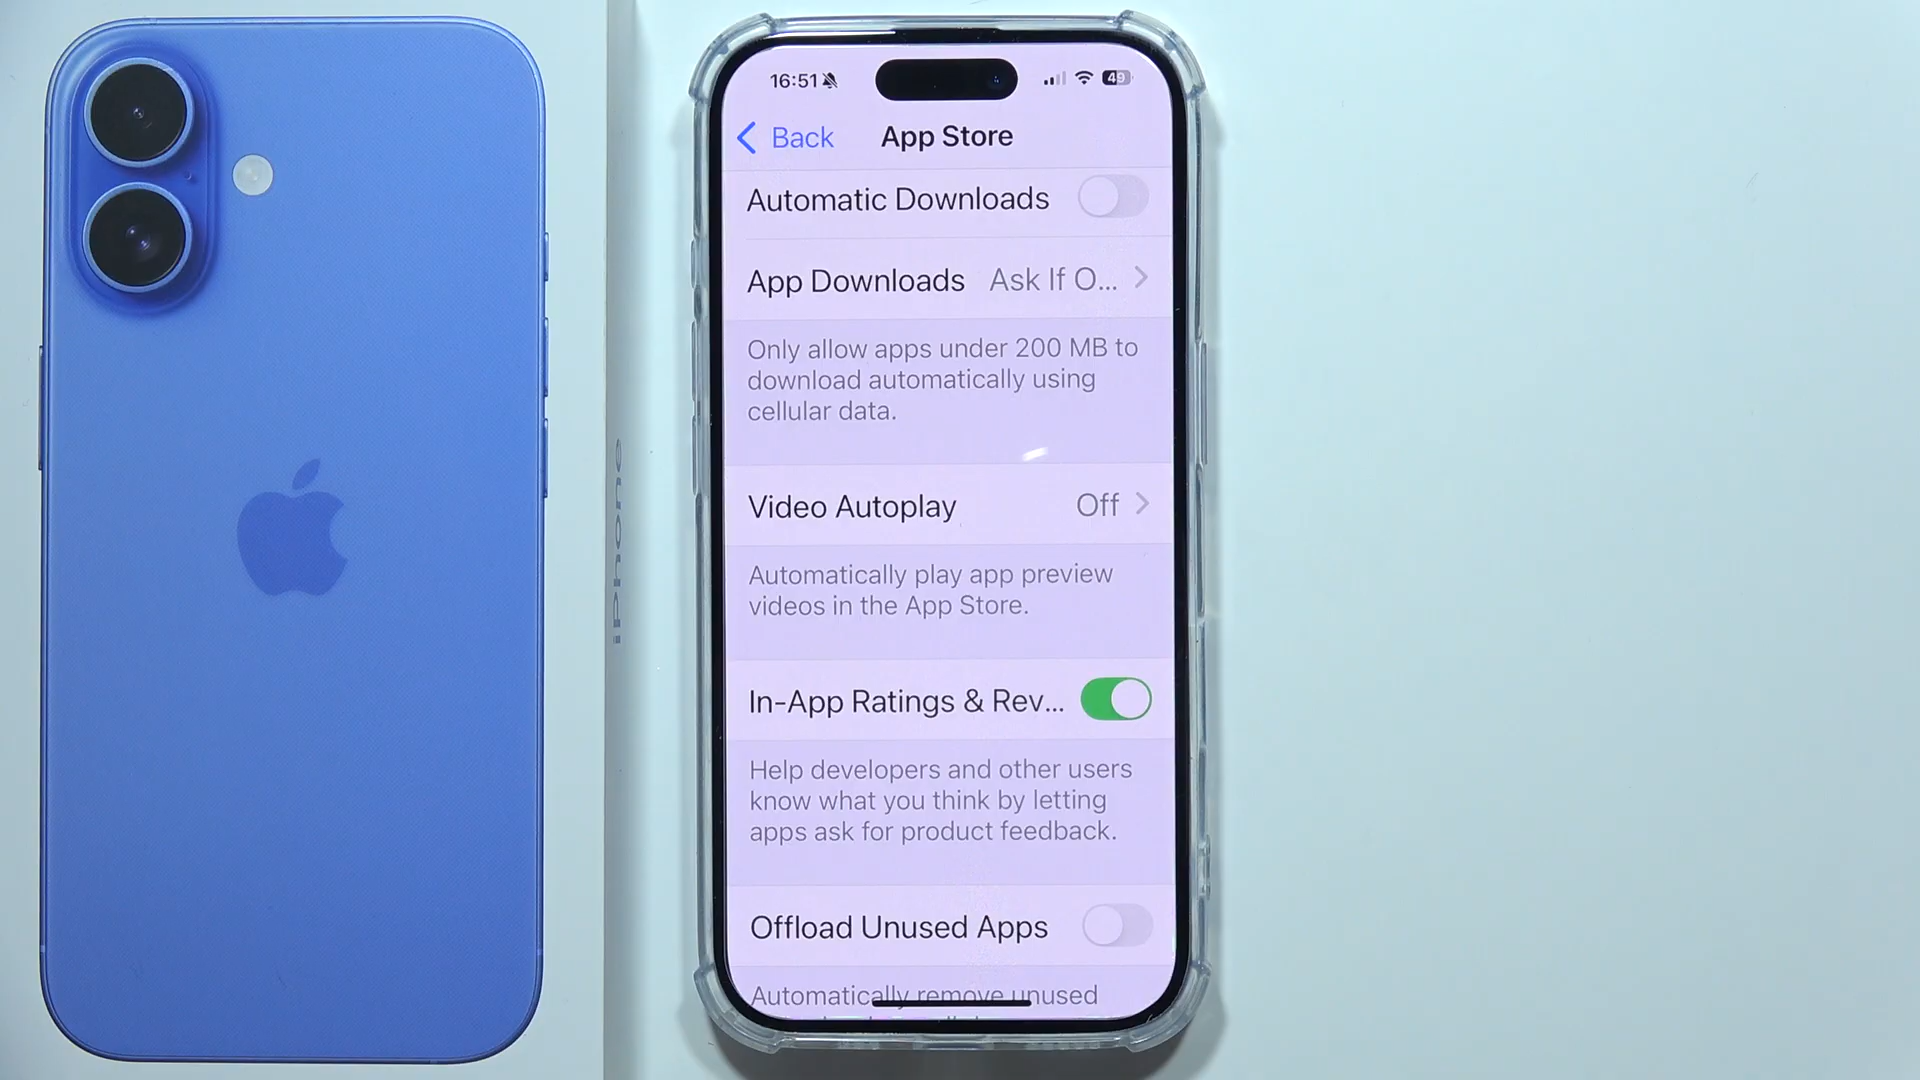 iPhone
16:51
49
Back
App Store
Automatic Downloads
App Downloads Ask If O...
Only allow apps under 200 MB to
download automatically using
cellular data.
Video Autoplay Off
Automatically play app preview
videos in the App Store.
In-App Ratings & Rev...
Help developers and other users
know what you think by letting
apps ask for product feedback.
Offload Unused Apps
Automatically remove unused